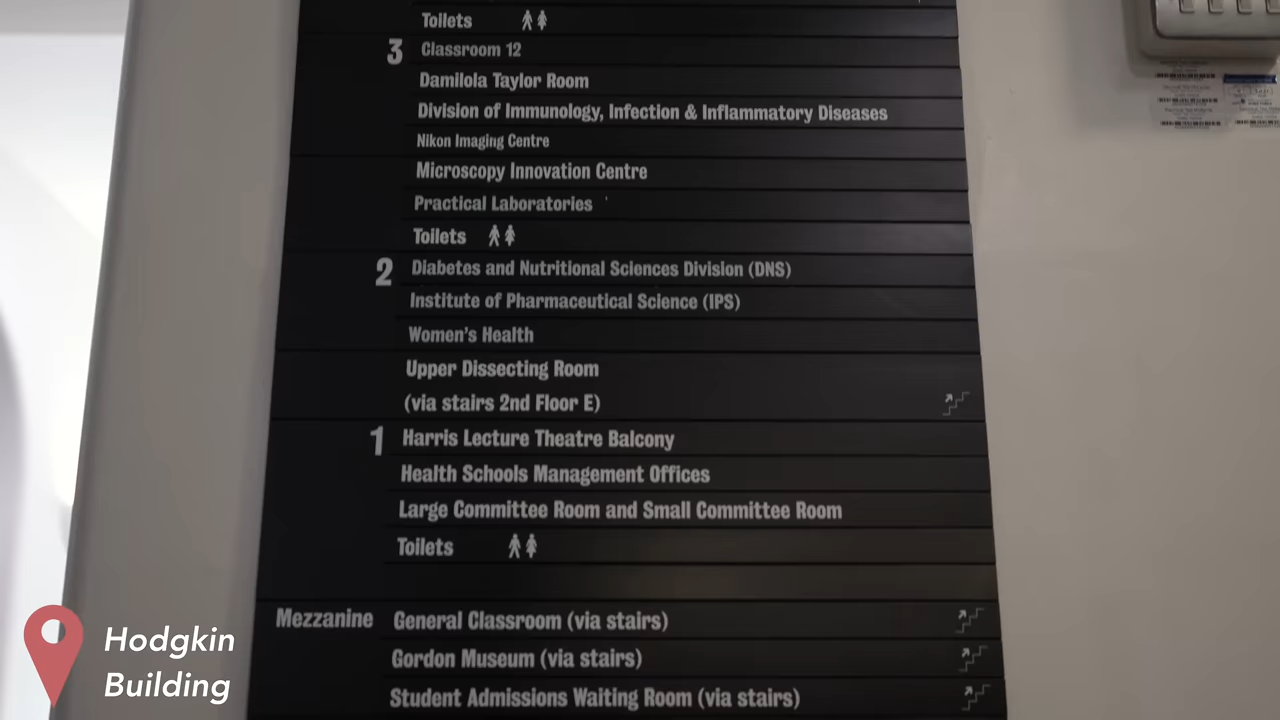 Toilets
3 Classroom 12
Damilola Taylor Room
Division of Immunology, Infection & Inflammatory Diseases
Nikon Imaging Centre
Microscopy Innovation Centre
Practical Laboratories
Toilets
2 Diabetes and Nutritional Sciences Division (DNS)
Institute of Pharmaceutical Science (IPS)
Women's Health
Upper Dissecting Room
(via stairs 2nd Floor E)
1 Harris Lecture Theatre Balcony
Health Schools Management Offices
Large Committee Room and Small Committee Room
Toilets
Mezzanine General Classroom (via stairs)
Gordon Museum (via stairs)
Student Admissions Waiting Room (via stairs)
Hodgkin
Building